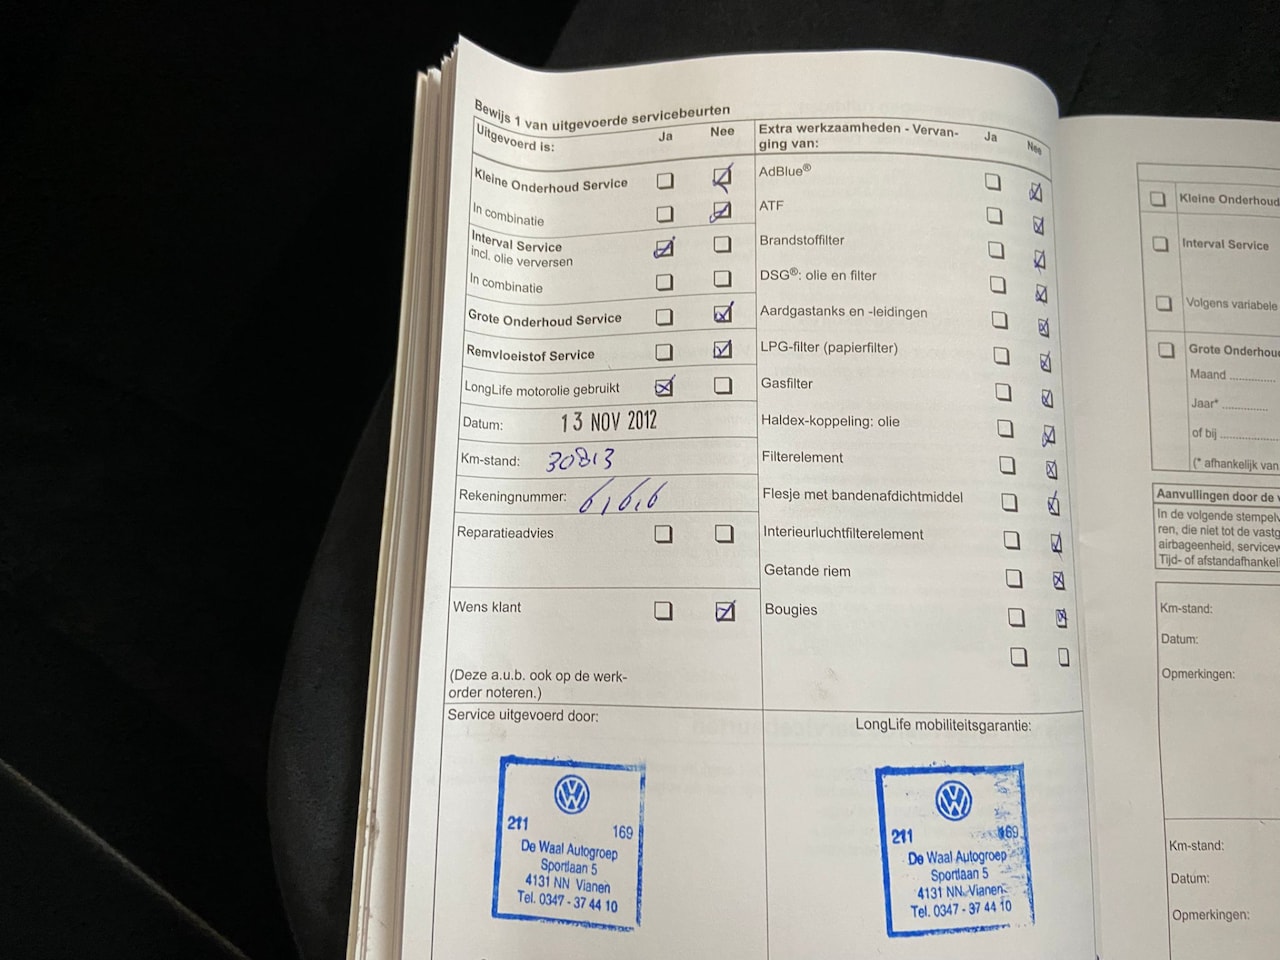 Bewijs 1 van uitgevoerde servicebeurten
Uitgevoerd is: Ja Nee
Kleine Onderhoud Service
In combinatie
Interval Service
incl. olie verversen
In combinatie
Grote Onderhoud Service
Remvloeistof Service
LongLife motorolie gebruikt
Datum: 13 NOV 2012
Km-stand: 30813
Rekeningnummer: 6,6,6
Reparatieadvies
Wens klant
(Deze a.u.b. ook op de werk-
order noteren.)
Service uitgevoerd door:
211 169
De Waal Autogroep
Sportlaan 5
4131 NN Vianen
Tel. 0347 - 37 44 10
Extra werkzaamheden - Vervan-
ging van: Ja Nee
AdBlue®
ATF
Brandstoffilter
DSG®: olie en filter
Aardgastanks en -leidingen
LPG-filter (papierfilter)
Gasfilter
Haldex-koppeling: olie
Filterelement
Flesje met bandenafdichtmiddel
Interieurluchtfilterelement
Getande riem
Bougies
LongLife mobiliteitsgarantie:
211 169
De Waal Autogroep
Sportlaan 5
4131 NN Vianen
Tel. 0347 - 37 44 10
Kleine Onderhoud
Interval Service
Volgens variabele
Grote Onderhou
Maand
Jaar*
of bij
(* afhankelijk van
Aanvullingen door de
In de volgende
ren, die niet tot de
airbageenheid,
Tijd- of
Km-stand:
Datum:
Opmerkingen:
Km-stand:
Datum:
Opmerkingen: